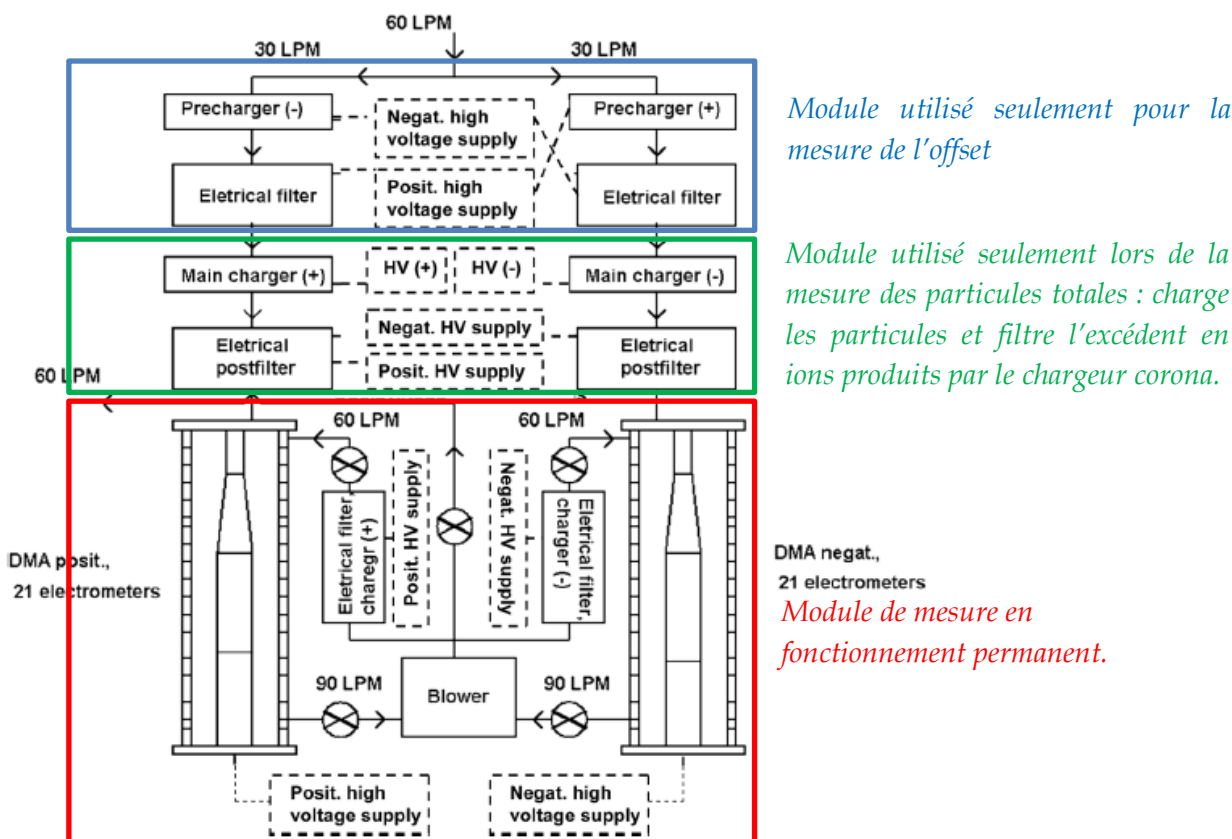 60 LPM
30 LPM
30 LPM
Precharger (-)
Negat. high
voltage supply
Precharger (+)
Module utilisé seulement pour la
mesure de l’offset
Eletrical filter
Posit. high
voltage supply
Eletrical filter
Main charger (+)
HV (+)
HV (-)
Main charger (-)
Module utilisé seulement lors de la
mesure des particules totales : charge
les particules et filtre l’excédent en
ions produits par le chargeur corona.
Eletrical
postfilter
Negat. HV supply
Posit. HV supply
Eletrical
postfilter
60 LPM
60 LPM
60 LPM
Eletrical filter,
charegr (+)
Posit. HV supply
Negat. HV supply
Eletrical filter,
charger (-)
DMA posit.,
21 electrometers
DMA negat.,
21 electrometers
Module de mesure en
fonctionnement permanent.
90 LPM
Blower
90 LPM
Posit. high
voltage supply
Negat. high
voltage supply